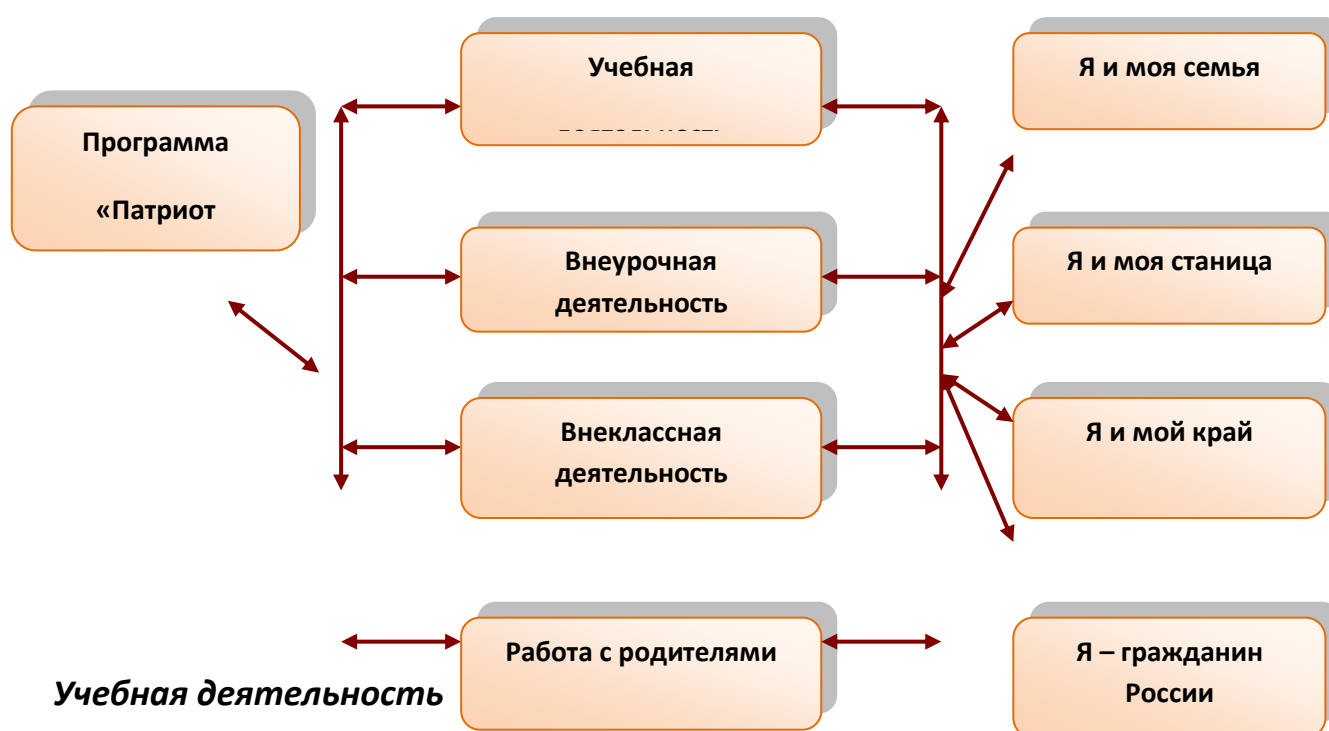 Программа
«Патриот
Учебная
Внеурочная
деятельность
Внеклассная
деятельность
Работа с родителями
Я и моя семья
Я и моя станица
Я и мой край
Я – гражданин
России
Учебная деятельность